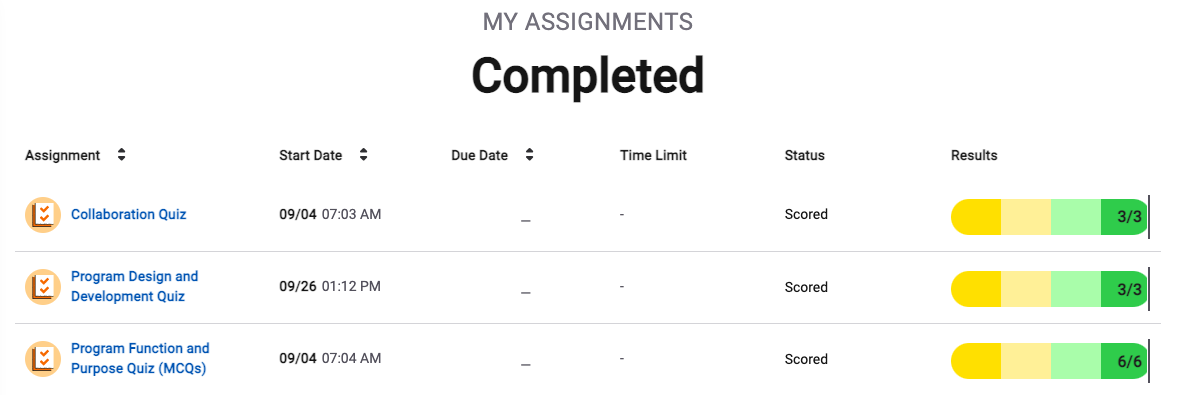 MY ASSIGNMENTS
Completed
Assignment Start Date Due Date Time Limit Status Results
Collaboration Quiz 09/04 07:03 AM _ - Scored 3/3
Program Design and
Development Quiz 09/26 01:12 PM _ - Scored 3/3
Program Function and
Purpose Quiz (MCQs) 09/04 07:04 AM _ - Scored 6/6